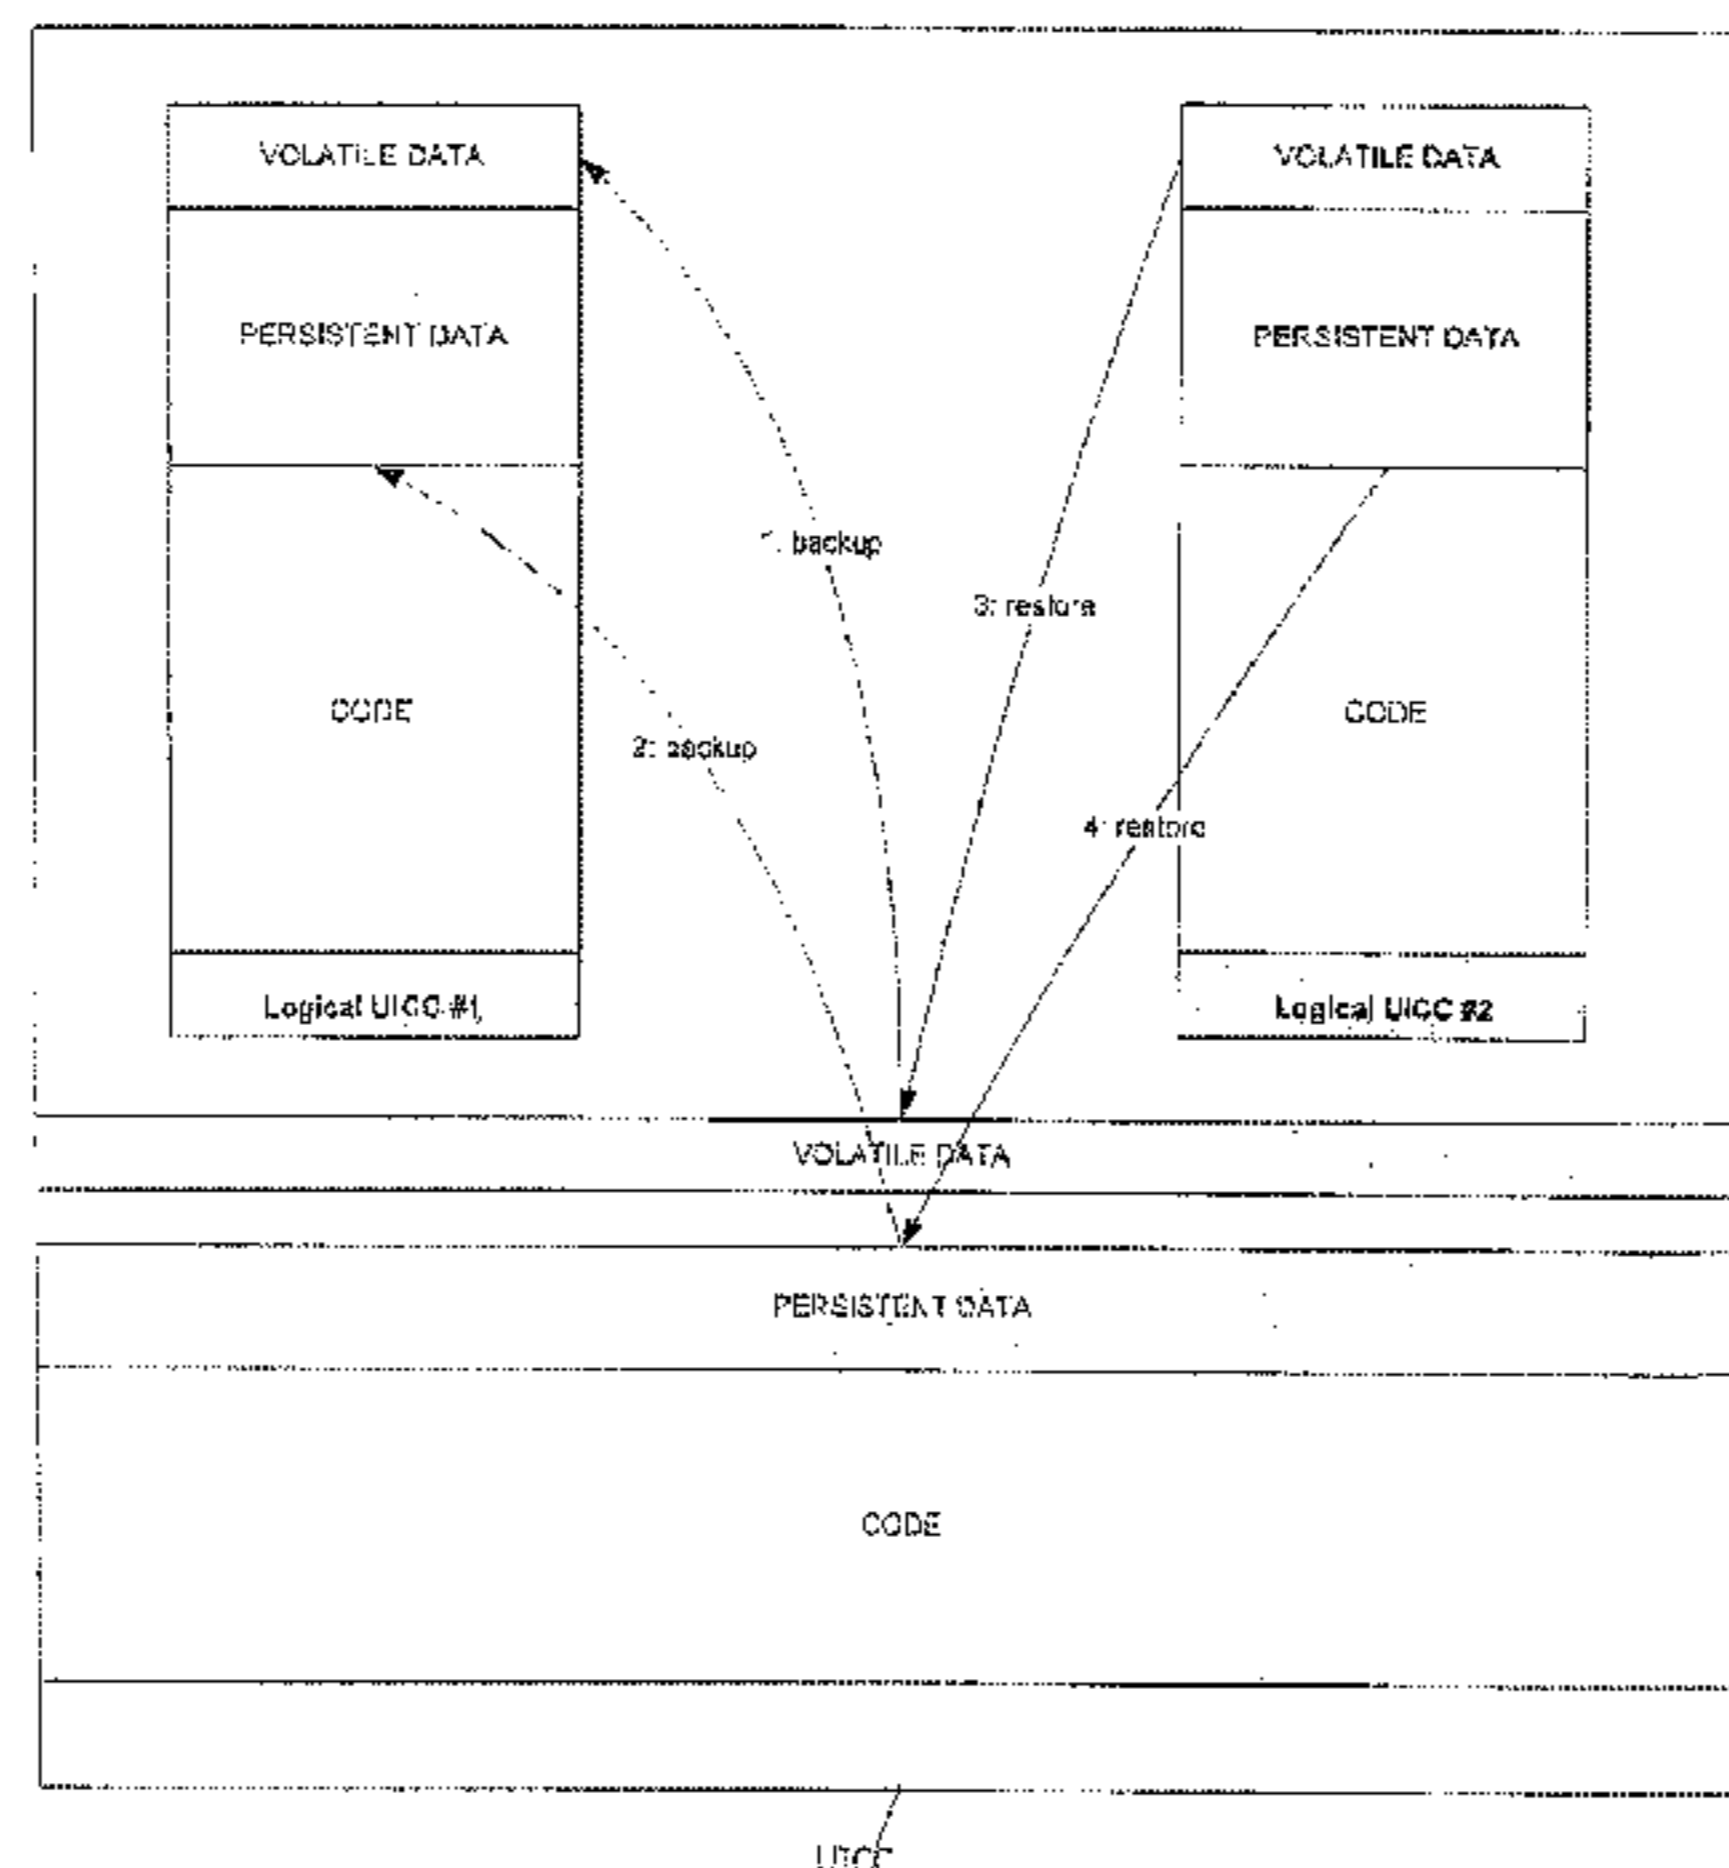 VOLATILE DATA
VOLATILE DATA
PERSISTENT DATA
PERSISTENT DATA
1: backup
3: restore
CODE
CODE
2: backup
4: restore
Logical UICC #1
Logical UICC #2
VOLATILE DATA
PERSISTENT DATA
CODE
UICC